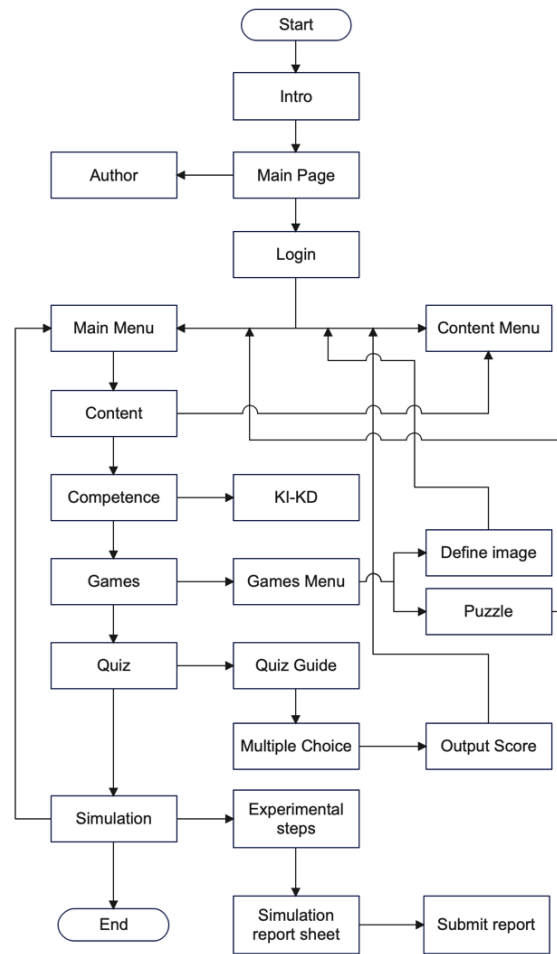 Start
Intro
Author
Main Page
Login
Main Menu
Content Menu
Content
Competence
KI-KD
Define image
Games
Games Menu
Puzzle
Quiz
Quiz Guide
Multiple Choice
Output Score
Simulation
Experimental
steps
End
Simulation
report sheet
Submit report